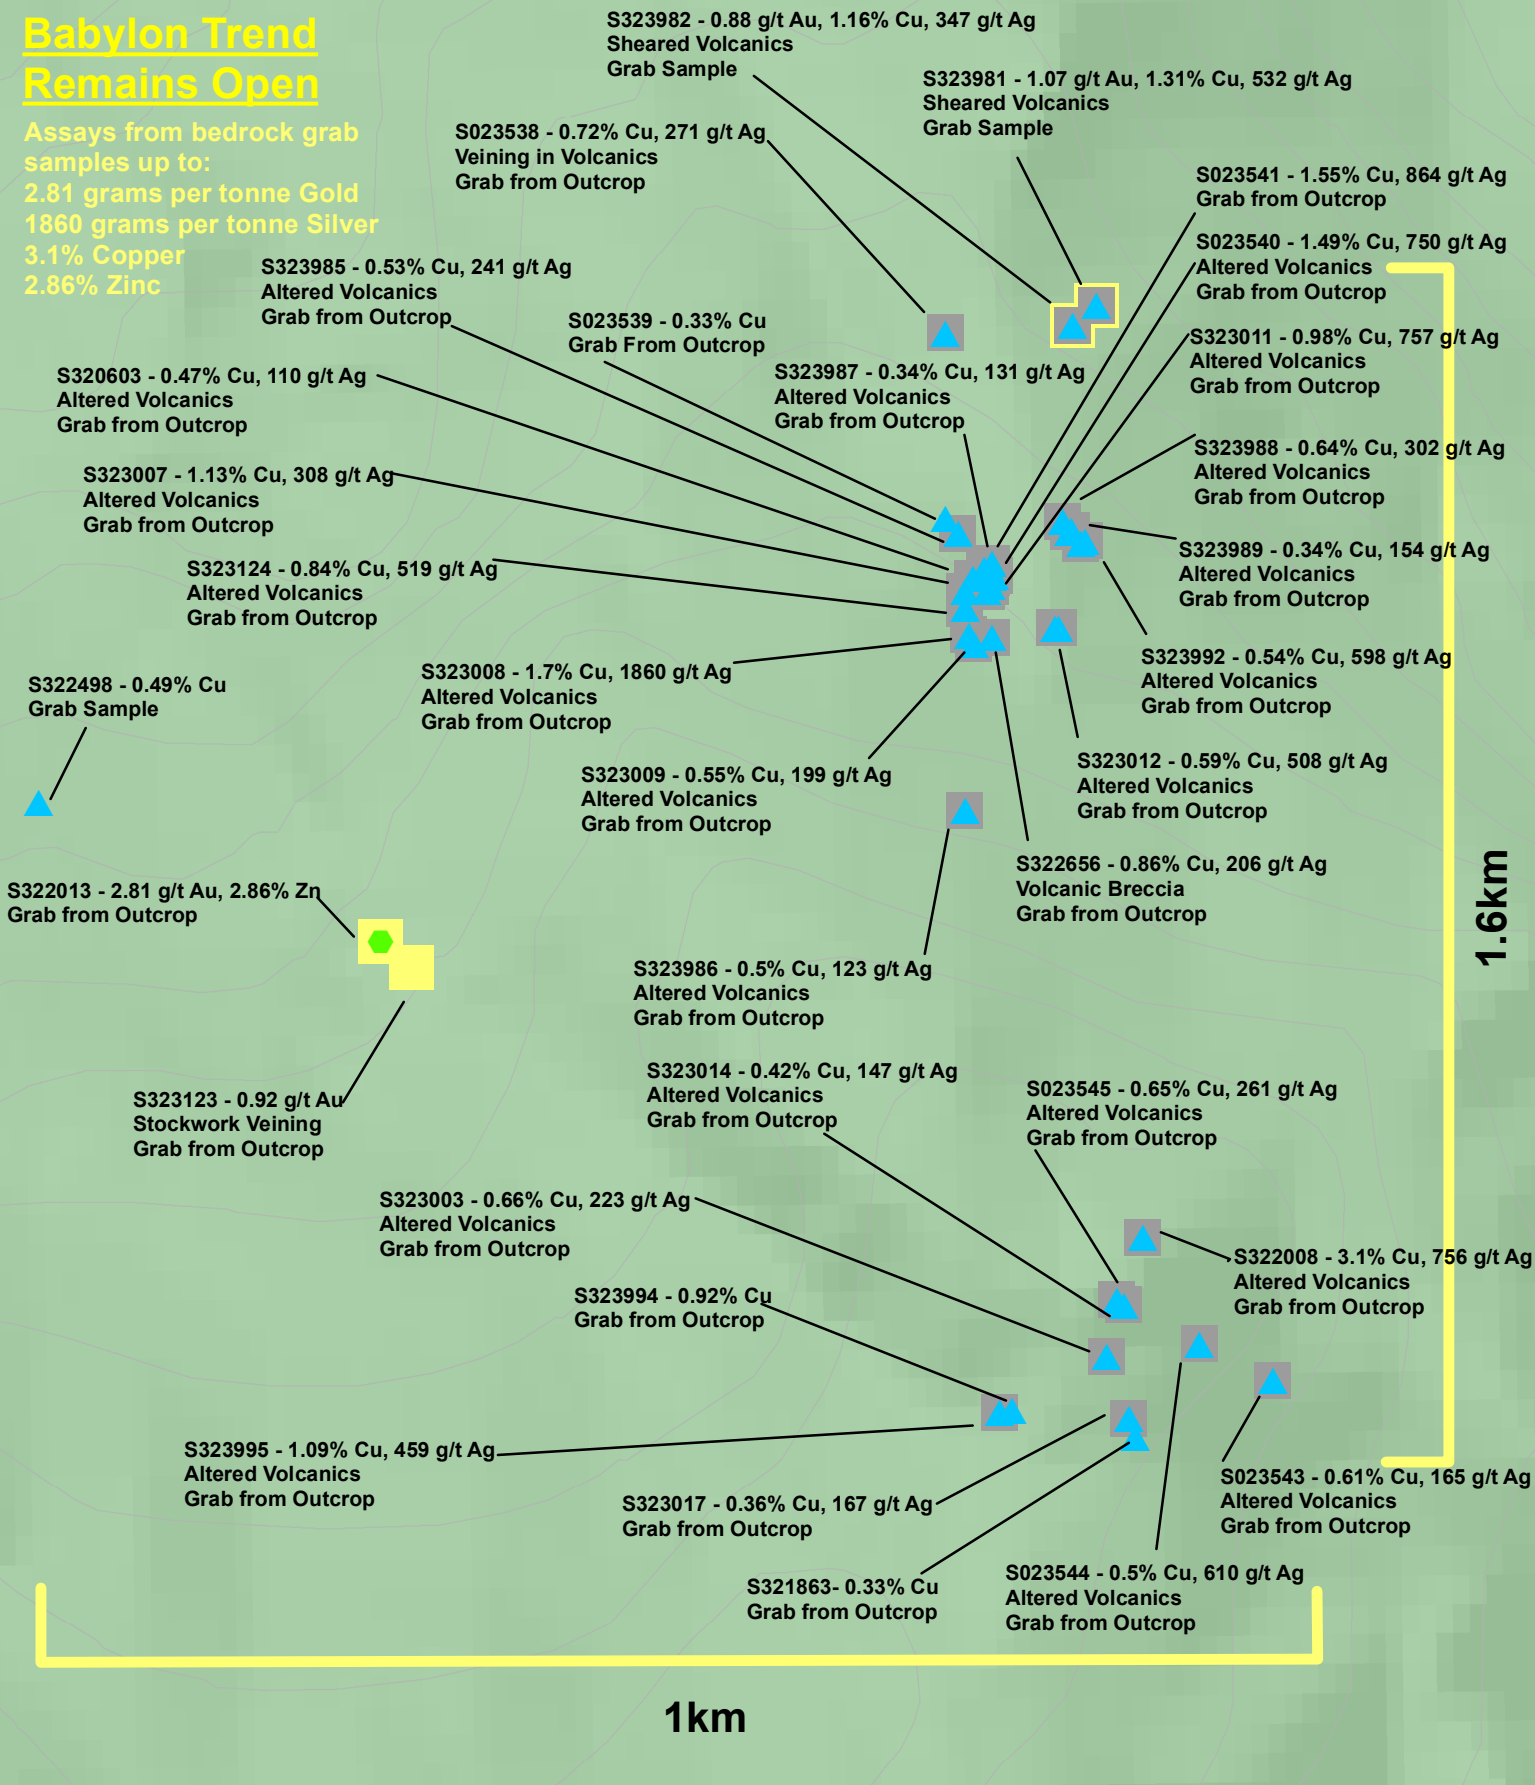 Babylon Trend
Remains Open
Assays from bedrock grab
samples up to:
2.81 grams per tonne Gold
1860 grams per tonne Silver
3.1% Copper
2.86% Zinc
S323982 - 0.88 g/t Au, 1.16% Cu, 347 g/t Ag
Sheared Volcanics
Grab Sample
S323981 - 1.07 g/t Au, 1.31% Cu, 532 g/t Ag
Sheared Volcanics
Grab Sample
S023538 - 0.72% Cu, 271 g/t Ag
Veining in Volcanics
Grab from Outcrop
S023541 - 1.55% Cu, 864 g/t Ag
Grab from Outcrop
S023540 - 1.49% Cu, 750 g/t Ag
Altered Volcanics
Grab from Outcrop
S323985 - 0.53% Cu, 241 g/t Ag
Altered Volcanics
Grab from Outcrop
S023539 - 0.33% Cu
Grab From Outcrop
S323011 - 0.98% Cu, 757 g/t Ag
Altered Volcanics
Grab from Outcrop
S320603 - 0.47% Cu, 110 g/t Ag
Altered Volcanics
Grab from Outcrop
S323987 - 0.34% Cu, 131 g/t Ag
Altered Volcanics
Grab from Outcrop
S323988 - 0.64% Cu, 302 g/t Ag
Altered Volcanics
Grab from Outcrop
S323007 - 1.13% Cu, 308 g/t Ag
Altered Volcanics
Grab from Outcrop
S323989 - 0.34% Cu, 154 g/t Ag
Altered Volcanics
Grab from Outcrop
S323124 - 0.84% Cu, 519 g/t Ag
Altered Volcanics
Grab from Outcrop
S323992 - 0.54% Cu, 598 g/t Ag
Altered Volcanics
Grab from Outcrop
S323008 - 1.7% Cu, 1860 g/t Ag
Altered Volcanics
Grab from Outcrop
S322498 - 0.49% Cu
Grab Sample
S323012 - 0.59% Cu, 508 g/t Ag
Altered Volcanics
Grab from Outcrop
S323009 - 0.55% Cu, 199 g/t Ag
Altered Volcanics
Grab from Outcrop
S322656 - 0.86% Cu, 206 g/t Ag
Volcanic Breccia
Grab from Outcrop
1.6km
S322013 - 2.81 g/t Au, 2.86% Zn
Grab from Outcrop
S323986 - 0.5% Cu, 123 g/t Ag
Altered Volcanics
Grab from Outcrop
S323123 - 0.92 g/t Au
Stockwork Veining
Grab from Outcrop
S323014 - 0.42% Cu, 147 g/t Ag
Altered Volcanics
Grab from Outcrop
S023545 - 0.65% Cu, 261 g/t Ag
Altered Volcanics
Grab from Outcrop
S323003 - 0.66% Cu, 223 g/t Ag
Altered Volcanics
Grab from Outcrop
S322008 - 3.1% Cu, 756 g/t Ag
Altered Volcanics
Grab from Outcrop
S323994 - 0.92% Cu
Grab from Outcrop
S323995 - 1.09% Cu, 459 g/t Ag
Altered Volcanics
Grab from Outcrop
S023543 - 0.61% Cu, 165 g/t Ag
Altered Volcanics
Grab from Outcrop
S323017 - 0.36% Cu, 167 g/t Ag
Grab from Outcrop
S023544 - 0.5% Cu, 610 g/t Ag
Altered Volcanics
Grab from Outcrop
S321863- 0.33% Cu
Grab from Outcrop
1km